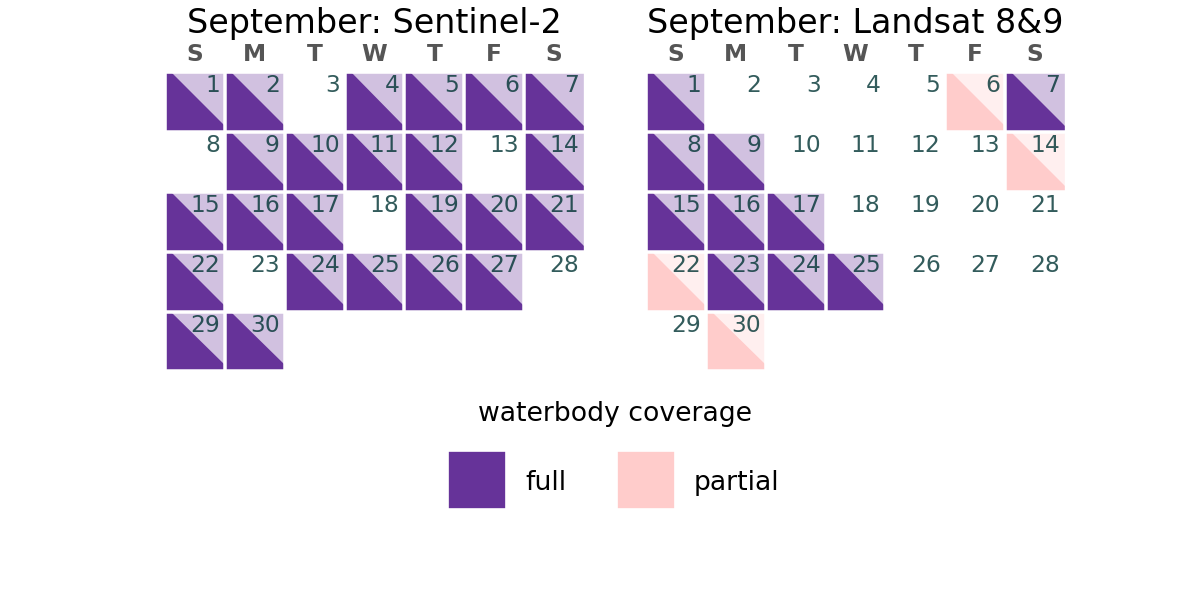 September: Sentinel-2
S M T W T F S
1 2 3 4 5 6 7
8 9 10 11 12 13 14
15 16 17 18 19 20 21
22 23 24 25 26 27 28
29 30
September: Landsat 8&9
S M T W T F S
1 2 3 4 5 6 7
8 9 10 11 12 13 14
15 16 17 18 19 20 21
22 23 24 25 26 27 28
29 30
waterbody coverage
full partial